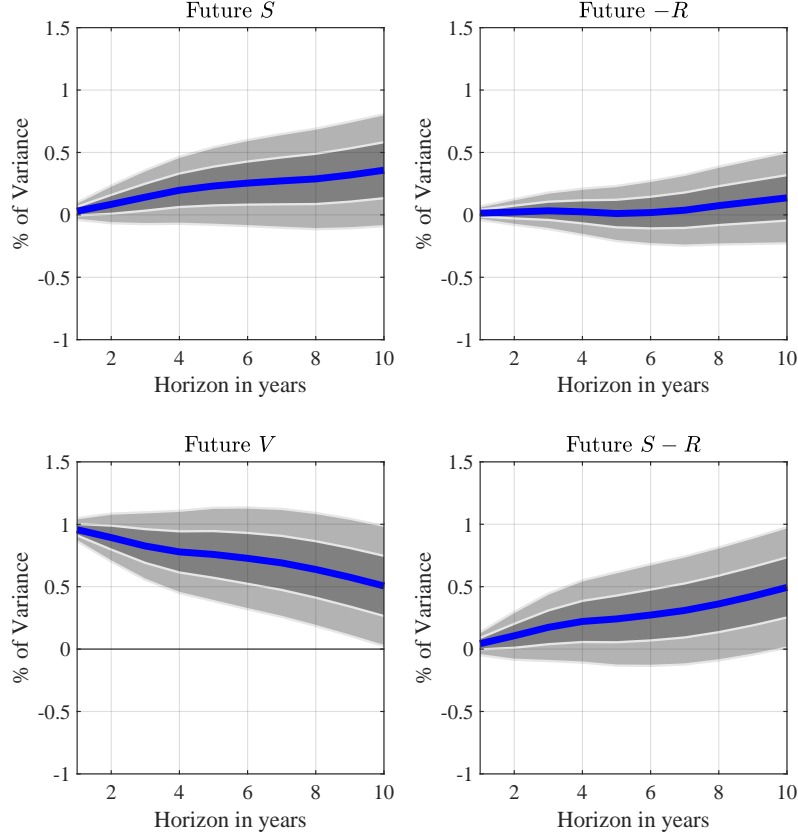 Future S
1.5
1
0.5
0
-0.5
-1
% of Variance
2 4 6 8 10
Horizon in years
Future −R
1.5
1
0.5
0
-0.5
-1
% of Variance
2 4 6 8 10
Horizon in years
Future V
1.5
1
0.5
0
-0.5
-1
% of Variance
2 4 6 8 10
Horizon in years
Future S − R
1.5
1
0.5
0
-0.5
-1
% of Variance
2 4 6 8 10
Horizon in years